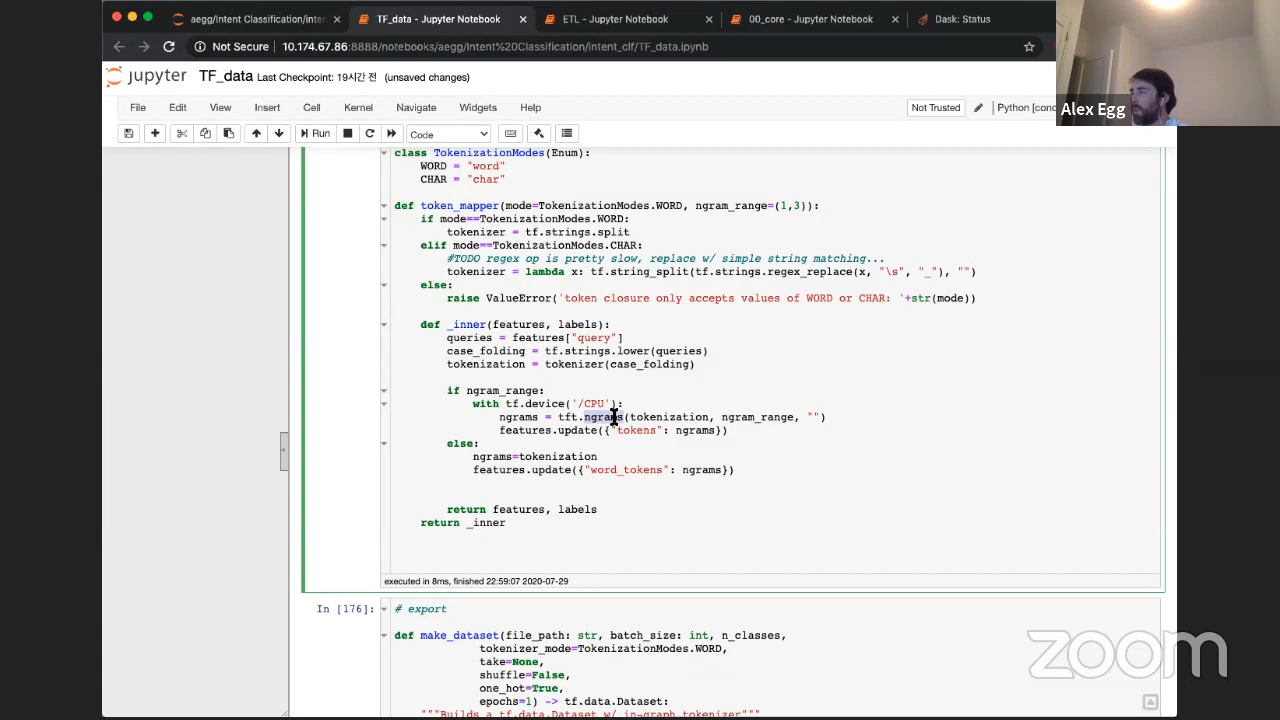 aegg/Intent Classification/inter
TF_data - Jupyter Notebook
ETL - Jupyter Notebook
00_core - Jupyter Notebook
Dask: Status
Not Secure
10.174.67.86:8888/notebooks/aegg/Intent%20Classification/intent_clf/TF_data.ipynb
jupyter TF_data Last Checkpoint: 19시간 전 (unsaved changes)
Alex Egg
File Edit View Insert Cell Kernel Navigate Widgets Help
Not Trusted
Python [con
Run
Code
class TokenizationModes(Enum):
WORD = "word"
CHAR = "char"
def token_mapper(mode=TokenizationModes.WORD, ngram_range=(1,3)):
if mode==TokenizationModes.WORD:
tokenizer = tf.strings.split
elif mode==TokenizationModes.CHAR:
#TODO regex op is pretty slow, replace w/ simple string matching...
tokenizer = lambda x: tf.string_split(tf.strings.regex_replace(x, "\s", "_"), "")
else:
raise ValueError('token closure only accepts values of WORD or CHAR: '+str(mode))
def _inner(features, labels):
queries = features["query"]
case_folding = tf.strings.lower(queries)
tokenization = tokenizer(case_folding)
if ngram_range:
with tf.device('/CPU'):
ngrams = tft.ngrams(tokenization, ngram_range, "")
features.update({"tokens": ngrams})
else:
ngrams=tokenization
features.update({"word_tokens": ngrams})
return features, labels
return _inner
executed in 8ms, finished 22:59:07 2020-07-29
In [176]:
# export
def make_dataset(file_path: str, batch_size: int, n_classes,
tokenizer_mode=TokenizationModes.WORD,
take=None,
shuffle=False,
one_hot=True,
epochs=1) -> tf.data.Dataset:
"""Builds a tf.data.Dataset w/ in-graph tokenizer"""
zoom